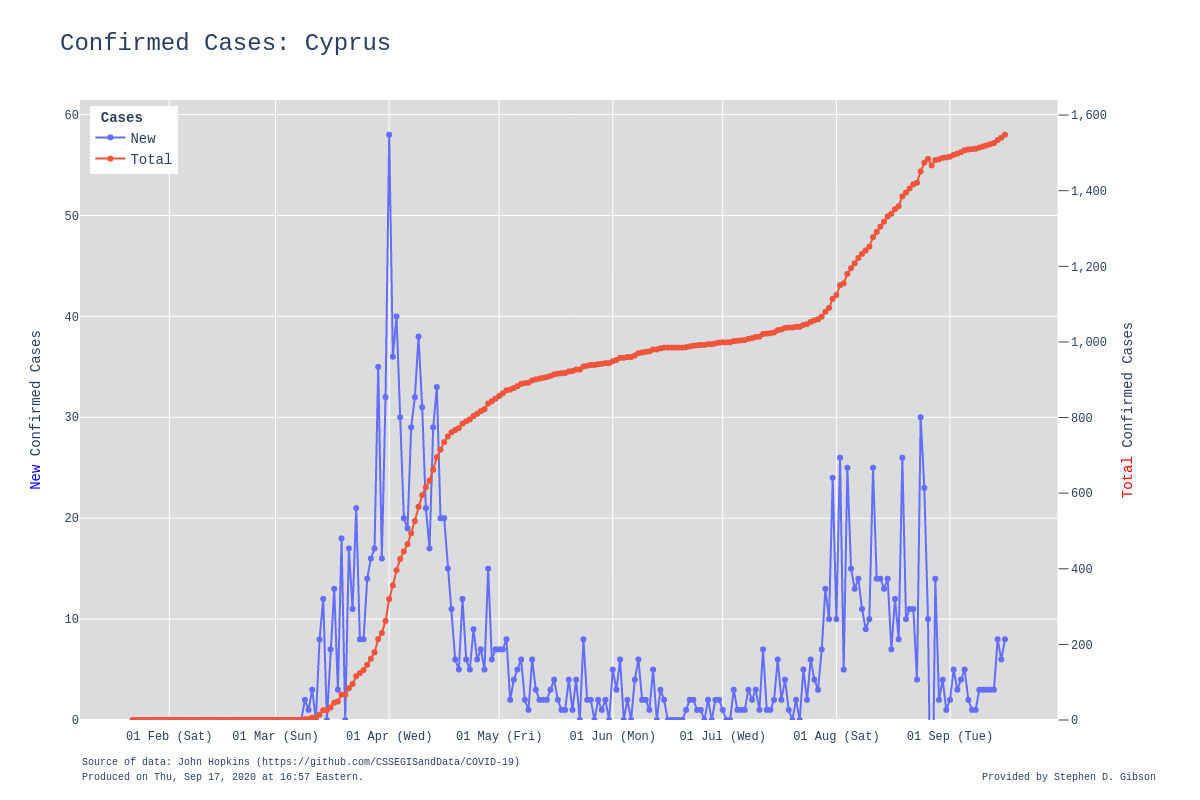 Confirmed Cases: Cyprus
Cases
New
Total
60
50
40
30
20
10
0
New Confirmed Cases
1,600
1,400
1,200
1,000
800
600
400
200
0
Total Confirmed Cases
01 Feb (Sat) 01 Mar (Sun) 01 Apr (Wed) 01 May (Fri) 01 Jun (Mon) 01 Jul (Wed) 01 Aug (Sat) 01 Sep (Tue)
Source of data: John Hopkins (https://github.com/CSSEGISandData/COVID-19)
Produced on Thu, Sep 17, 2020 at 16:57 Eastern.
Provided by Stephen D. Gibson